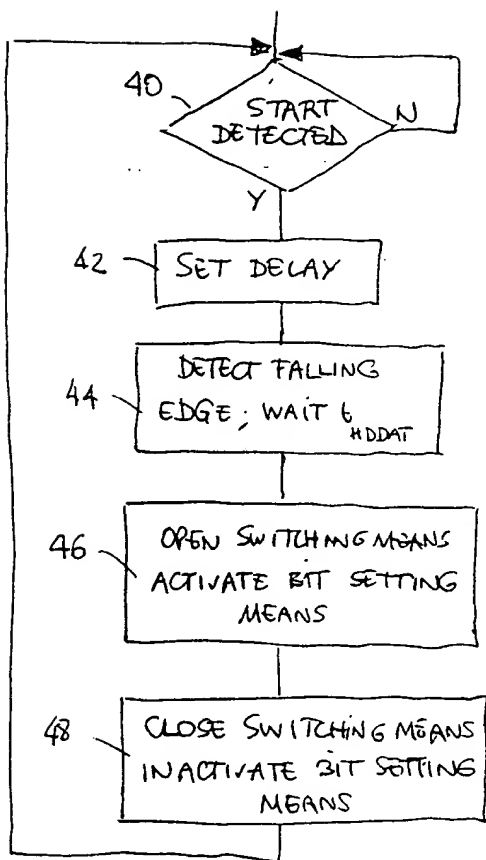 40
START
DETECTED
N
Y
42
SET DELAY
44
DETECT FALLING
EDGE; WAIT t
HDDAT
46
OPEN SWITCHING MEANS
ACTIVATE BIT SETTING
MEANS
48
CLOSE SWITCHING MEANS
INACTIVATE BIT SETTING
MEANS